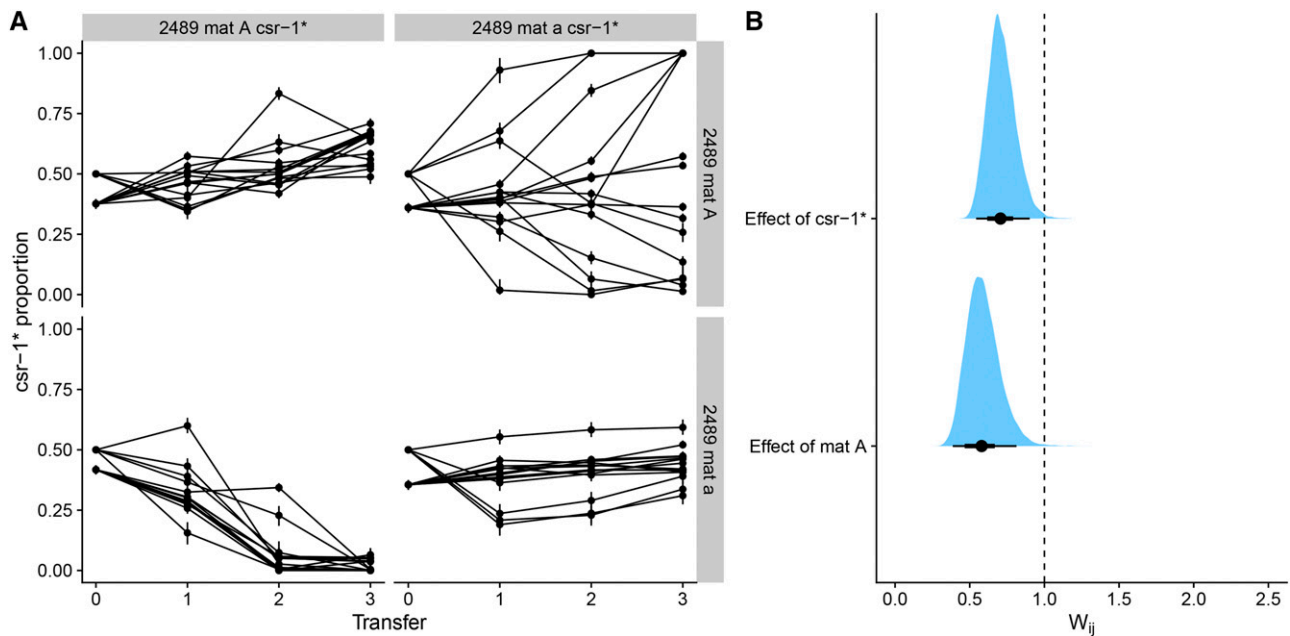 A
2489 mat A csr−1*
2489 mat a csr−1*
1.00
0.75
0.50
0.25
0.00
2489 mat A
1.00
0.75
0.50
0.25
0.00
2489 mat a
csr−1* proportion
0 1 2 3
0 1 2 3
Transfer
B
Effect of csr−1*
Effect of mat A
0.0 0.5 1.0 1.5 2.0 2.5
Wij